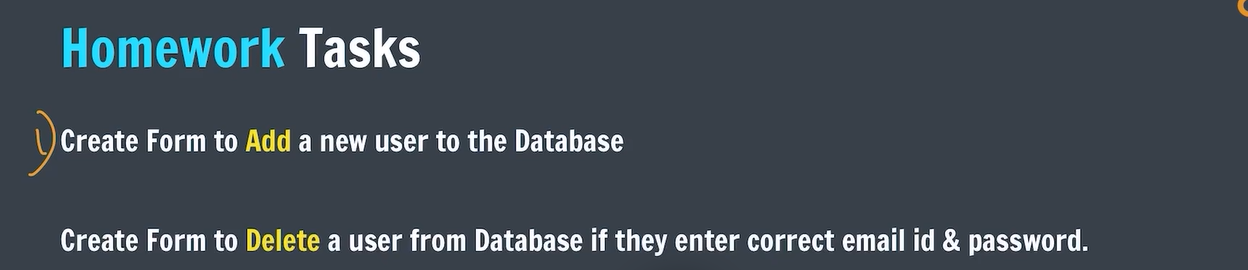 Homework Tasks
Create Form to Add a new user to the Database
Create Form to Delete a user from Database if they enter correct email id & password.